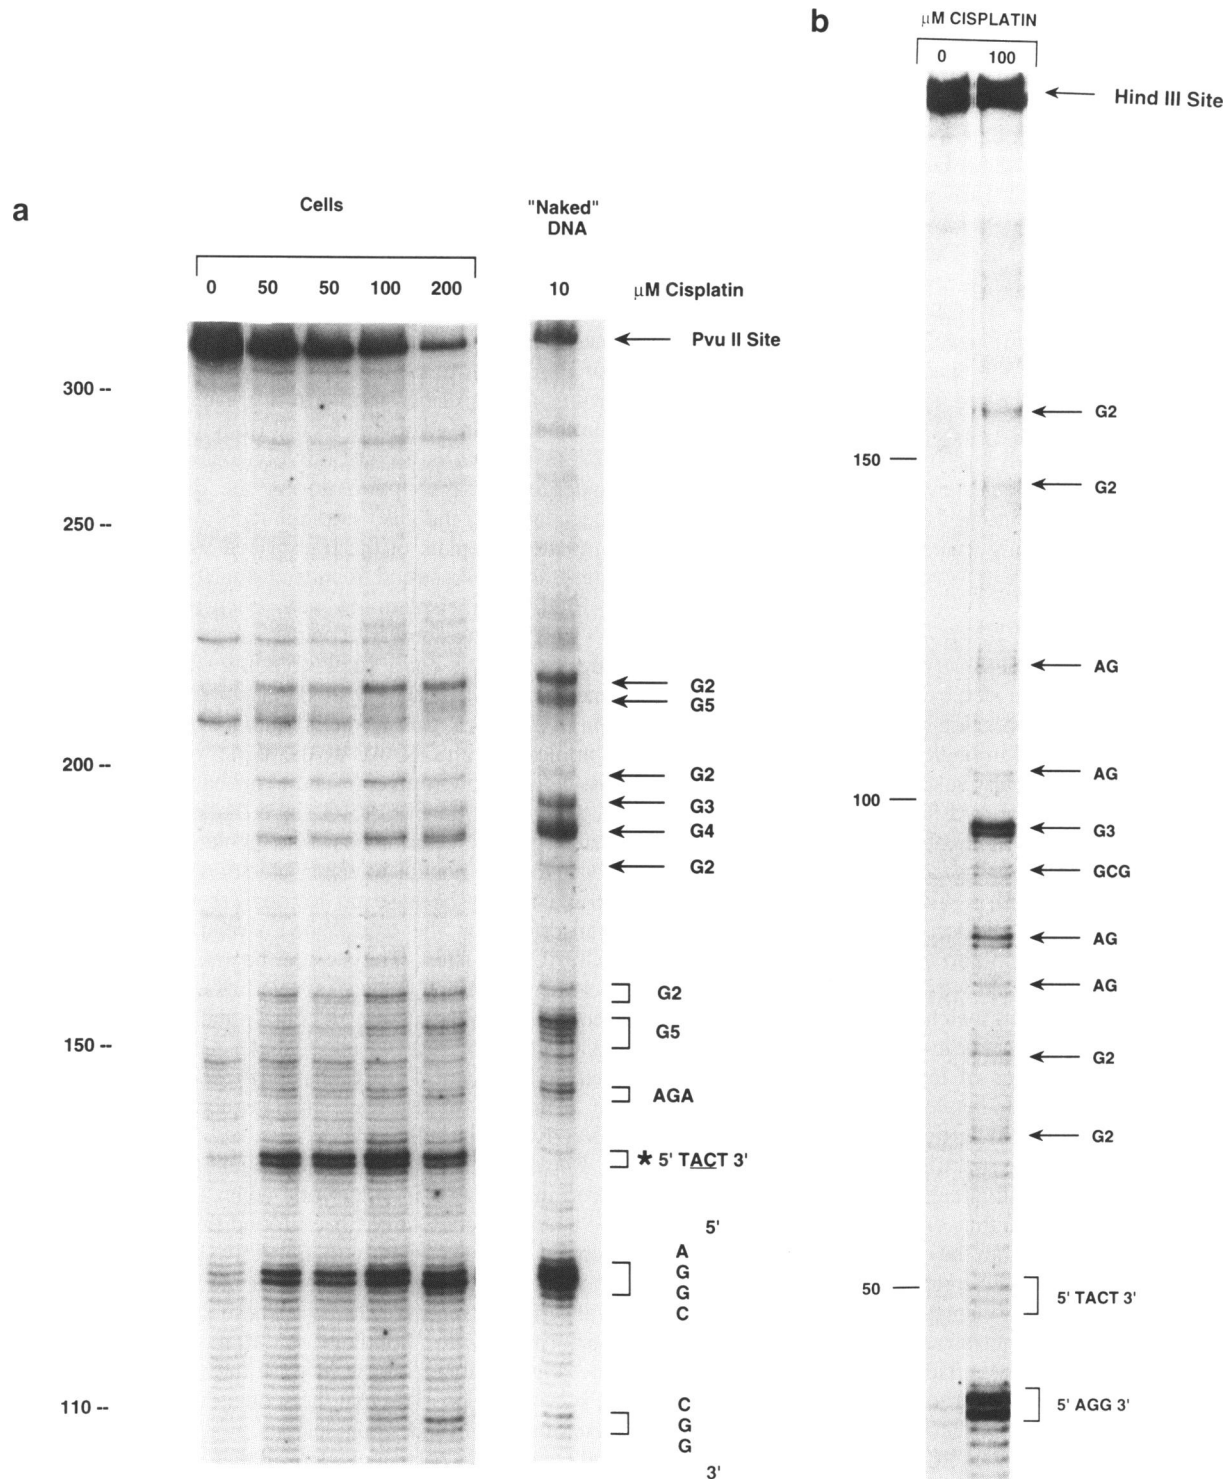 a
Cells
"Naked"
DNA
0 50 50 100 200 10 μM Cisplatin
Pvu II Site
300 --
250 --
G2
G5
200 --
G2
G3
G4
G2
G2
G5
150 --
AGA
* 5' TACT 3'
5'
A
G
G
C
110 --
C
G
G
3'
b
μM CISPLATIN
0 100
Hind III Site
G2
150
G2
AG
AG
100
G3
GCG
AG
AG
G2
G2
50
5' TACT 3'
5' AGG 3'